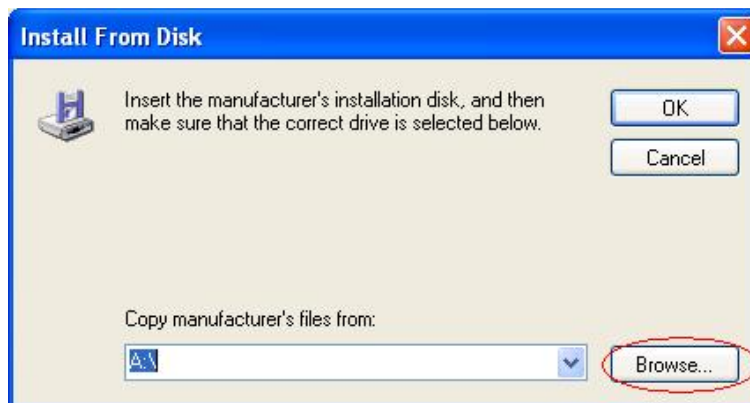 Install From Disk
Insert the manufacturer's installation disk, and then
make sure that the correct drive is selected below.
OK
Cancel
Copy manufacturer's files from:
A:\
Browse...